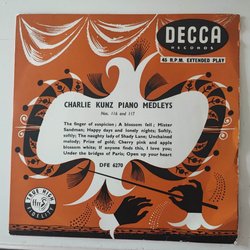 DECCA
RECORDS
45 R.P.M. EXTENDED PLAY
CHARLIE KUNZ PIANO MEDLEYS
Nos. 116 and 117
The finger of suspicion; A blossom fell; Mister
Sandman; Happy days and lonely nights; Softly,
softly; The naughty lady of Shady Lane; Unchained
melody; Prize of gold; Cherry pink and apple
blossom white; If anyone finds this, I love you;
Under the bridges of Paris; Open up your heart
DFE 6270
TRUE HIGH
FIDELITY